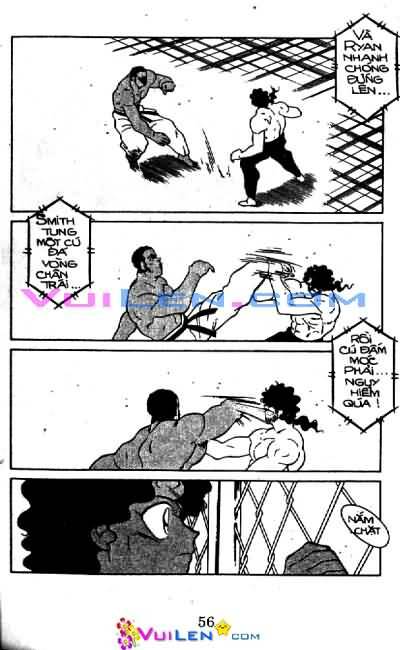 VÀ
RYAN
NHANH
CHÓNG
ĐỨNG
LÊN...
SMITH
TUNG
MỘT CÚ
ĐÁ
VÒNG
CHÂN
TRÁI...
VUILEN.COM
RỒI
CÚ ĐẤM
MÓC
PHẢI...
NGUY
HIỂM
QÚA !
NẮM
CHẶT
56
VUILEN.COM